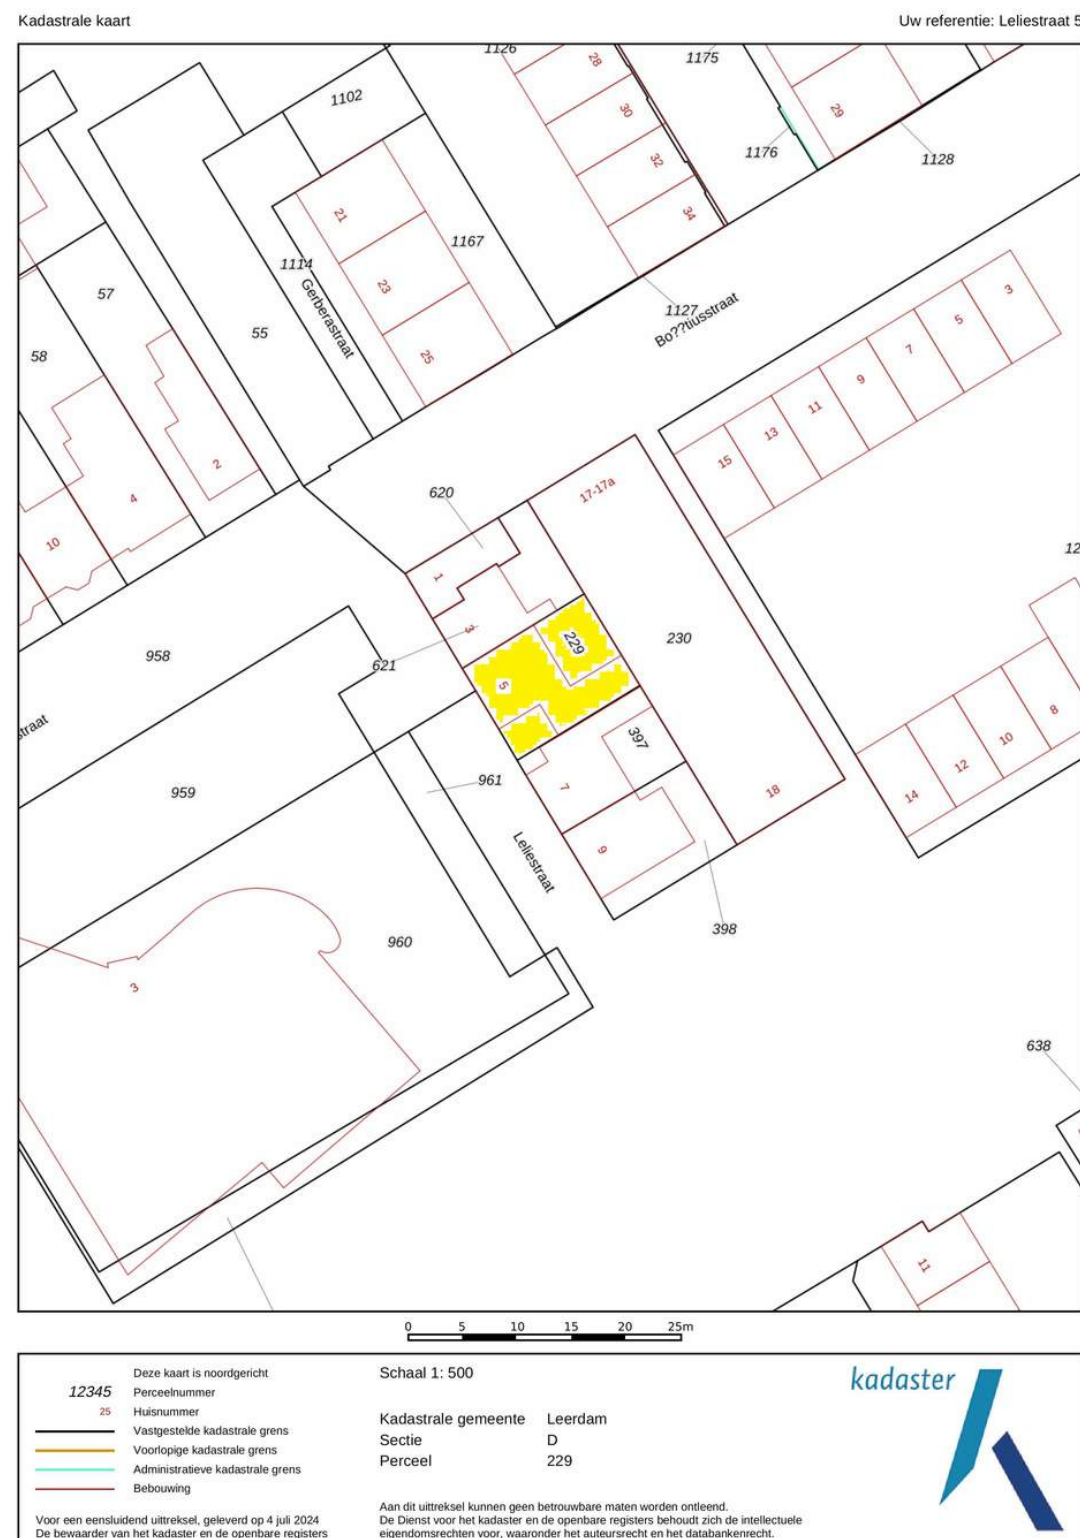 Kadastrale kaart
Uw referentie: Leliestraat 5
1126
1175
1102
28
30
29
1176
1128
32
34
21
1167
1114
23
57
Gerberastraat
1127
Bo??tiusstraat
55
25
58
3
5
7
9
11
13
15
2
4
10
620
17-17a
1
12
3
229
230
958
621
5
straat
397
8
10
12
14
959
961
7
18
9
Leliestraat
398
960
3
638
11
0 5 10 15 20 25m
Deze kaart is noordgericht
12345 Perceelnummer
25 Huisnummer
Vastgestelde kadastrale grens
Voorlopige kadastrale grens
Administratieve kadastrale grens
Bebouwing
Voor een eensluidend uittreksel, geleverd op 4 juli 2024
De bewaarder van het kadaster en de openbare registers
Schaal 1: 500
Kadastrale gemeente Leerdam
Sectie D
Perceel 229
Aan dit uittreksel kunnen geen betrouwbare maten worden ontleend.
De Dienst voor het kadaster en de openbare registers behoudt zich de intellectuele
eigendomsrechten voor, waaronder het auteursrecht en het databankenrecht.
kadaster